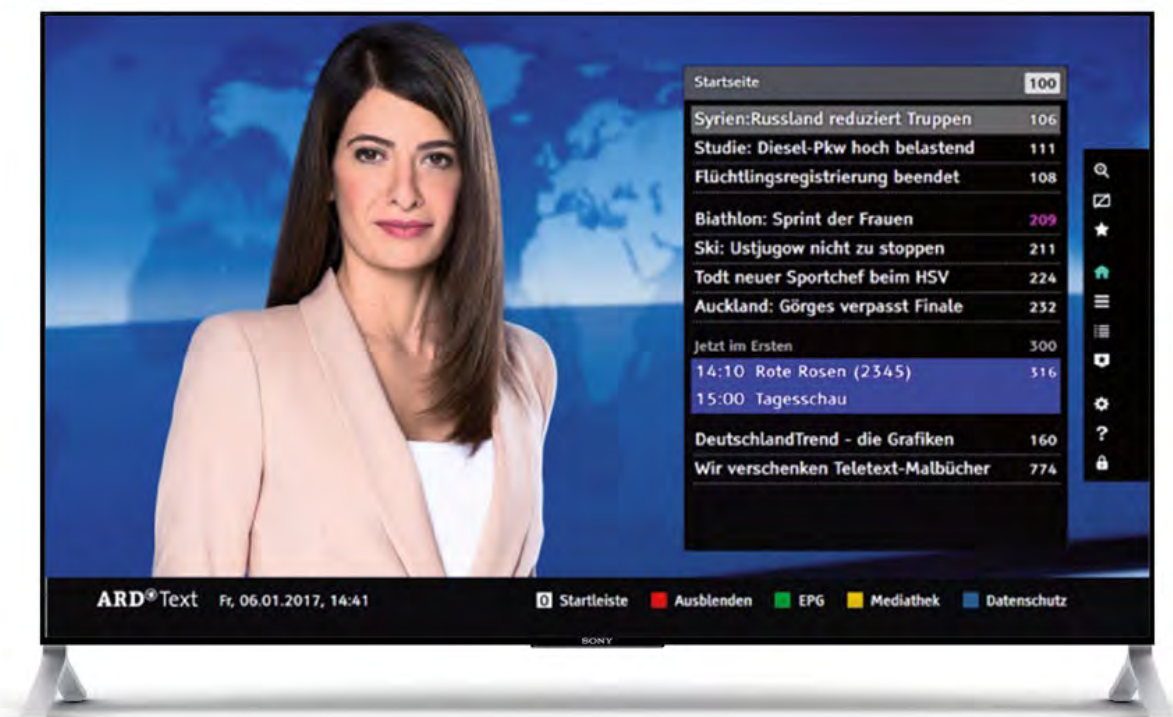 Startseite 100
Syrien:Russland reduziert Truppen 106
Studie: Diesel-Pkw hoch belastend 111
Flüchtlingsregistrierung beendet 108
Biathlon: Sprint der Frauen 209
Ski: Ustjugow nicht zu stoppen 211
Todt neuer Sportchef beim HSV 224
Auckland: Görges verpasst Finale 232
Jetzt im Ersten 300
14:10 Rote Rosen (2345) 316
15:00 Tagesschau
DeutschlandTrend - die Grafiken 160
Wir verschenken Teletext-Malbücher 774
?
ARD Text Fr, 06.01.2017, 14:41 0 Startleiste Ausblenden EPG Mediathek Datenschutz
SONY